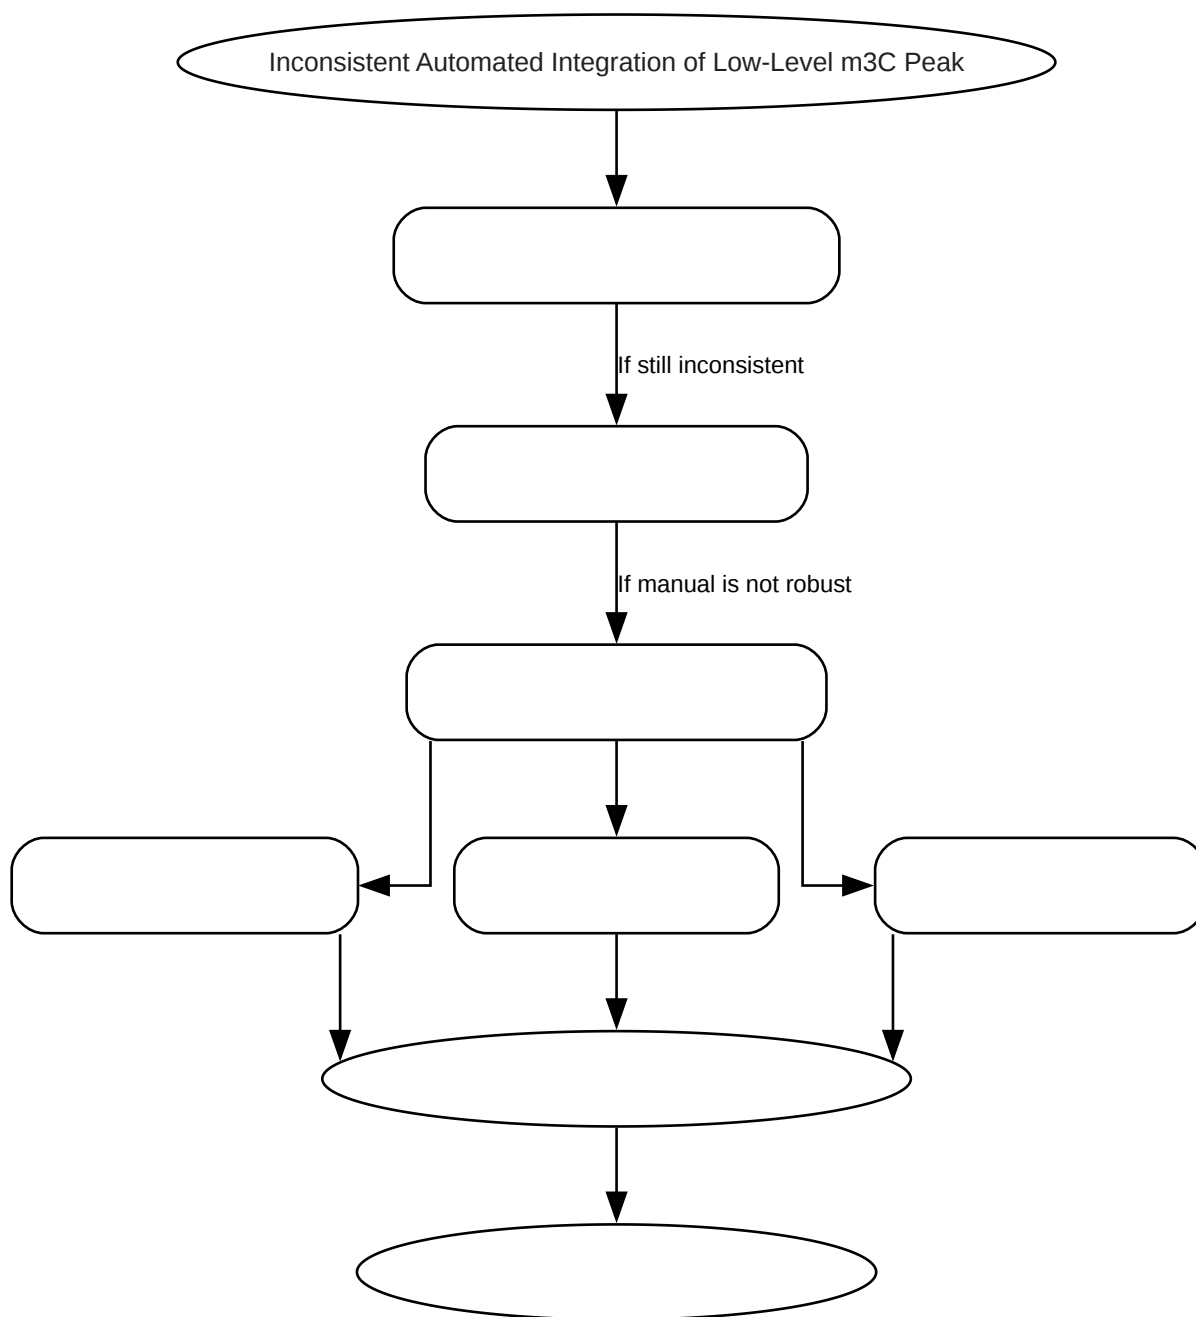 Inconsistent Automated Integration of Low-Level m3C Peak
If still inconsistent
If manual is not robust